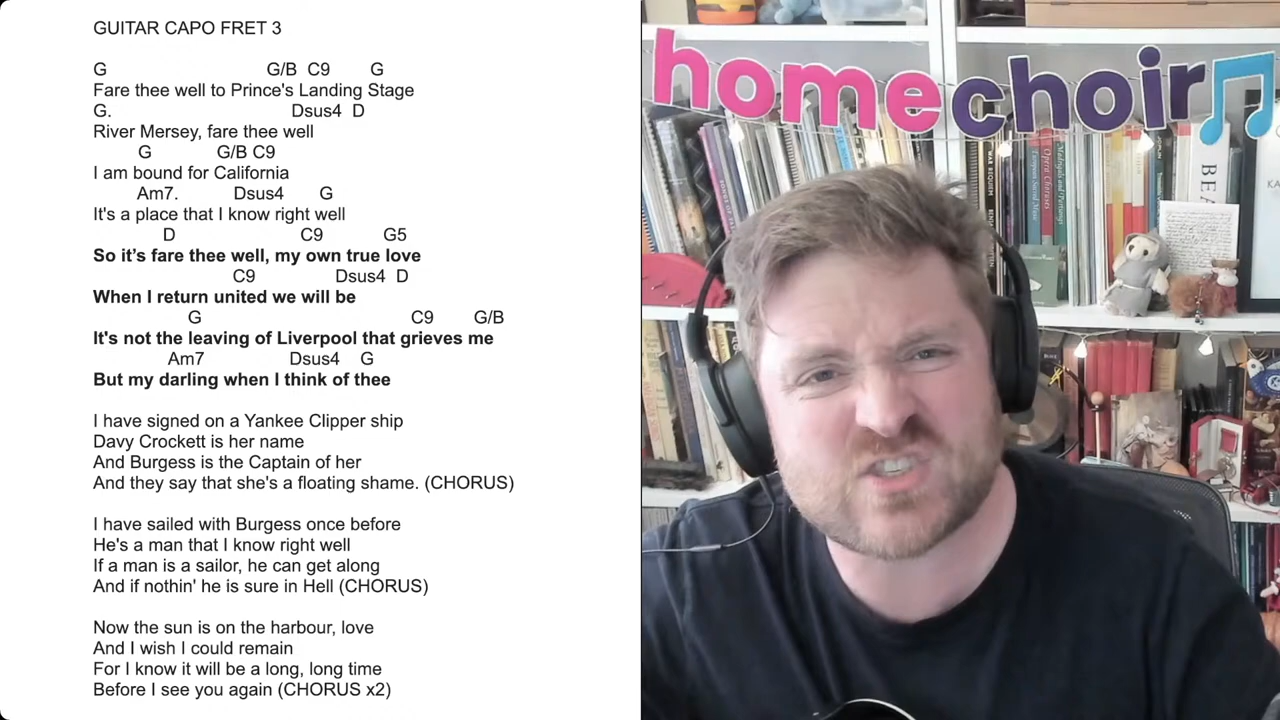 GUITAR CAPO FRET 3
G G/B C9 G
Fare thee well to Prince's Landing Stage
G. Dsus4 D
River Mersey, fare thee well
G G/B C9
I am bound for California
Am7. Dsus4 G
It's a place that I know right well
D C9 G5
So it's fare thee well, my own true love
C9 Dsus4 D
When I return united we will be
G C9 G/B
It's not the leaving of Liverpool that grieves me
Am7 Dsus4 G
But my darling when I think of thee
I have signed on a Yankee Clipper ship
Davy Crockett is her name
And Burgess is the Captain of her
And they say that she's a floating shame. (CHORUS)
I have sailed with Burgess once before
He's a man that I know right well
If a man is a sailor, he can get along
And if nothin' he is sure in Hell (CHORUS)
Now the sun is on the harbour, love
And I wish I could remain
For I know it will be a long, long time
Before I see you again (CHORUS x2)
homechoir
WAR REQUIEM
Opera Choruses
BEA
KA